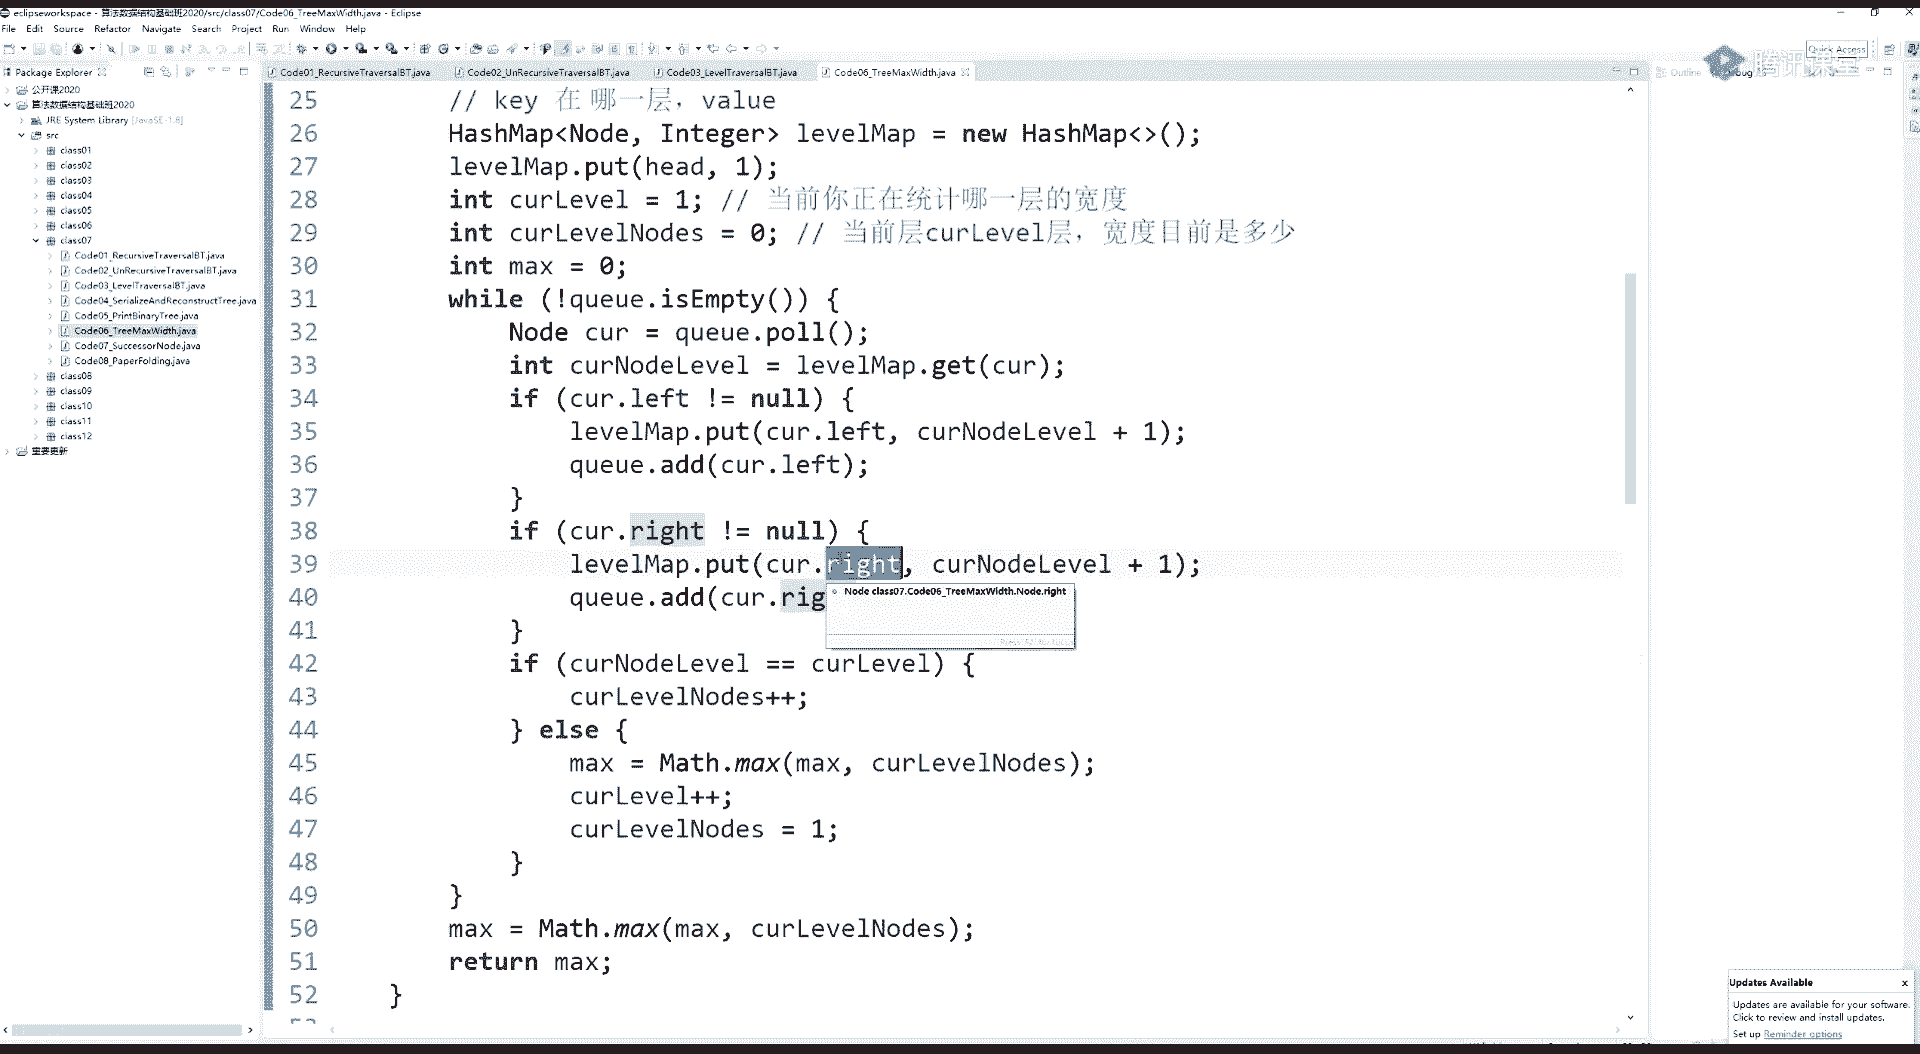 eclipseworkspace - 算法数据结构基础班2020/src/class07/Code06_TreeMaxWidth.java - Eclipse
File Edit Source Refactor Navigate Search Project Run Window Help
Quick Access
腾讯课堂
Package Explorer
Code01_RecursiveTraversalBT.java Code02_UnRecursiveTraversalBT.java Code03_LevelTraversalBT.java Code06_TreeMaxWidth.java
Outline
公开课2020
算法数据结构基础班2020
JRE System Library [JavaSE-1.8]
src
class01
class02
class03
class04
class05
class06
class07
Code01_RecursiveTraversalBT.java
Code02_UnRecursiveTraversalBT.java
Code03_LevelTraversalBT.java
Code04_SerializeAndReconstructTree.java
Code05_PrintBinaryTree.java
Code06_TreeMaxWidth.java
Code07_SuccessorNode.java
Code08_PaperFolding.java
class08
class09
class10
class11
class12
重要更新
25 // key 在 哪一层，value
26 HashMap<Node, Integer> levelMap = new HashMap<>();
27 levelMap.put(head, 1);
28 int curLevel = 1; // 当前你正在统计哪一层的宽度
29 int curLevelNodes = 0; // 当前层curLevel层，宽度目前是多少
30 int max = 0;
31 while (!queue.isEmpty()) {
32 Node cur = queue.poll();
33 int curNodeLevel = levelMap.get(cur);
34 if (cur.left != null) {
35 levelMap.put(cur.left, curNodeLevel + 1);
36 queue.add(cur.left);
37 }
38 if (cur.right != null) {
39 levelMap.put(cur.right, curNodeLevel + 1);
40 queue.add(cur.rig
Node class07.Code06_TreeMaxWidth.Node.right
41 }
42 if (curNodeLevel == curLevel) {
43 curLevelNodes++;
44 } else {
45 max = Math.max(max, curLevelNodes);
46 curLevel++;
47 curLevelNodes = 1;
48 }
49 }
50 max = Math.max(max, curLevelNodes);
51 return max;
52 }
Updates Available
Updates are available for your software.
Click to review and install updates.
Set up Reminder options